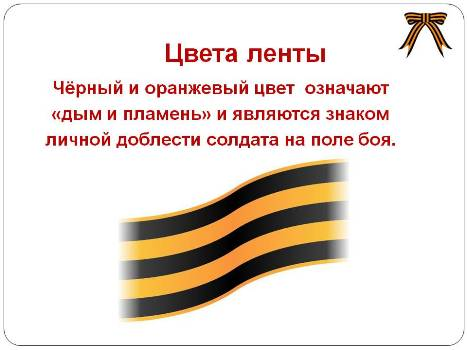 Цвета ленты
Чёрный и оранжевый цвет означают
«дым и пламень» и являются знаком
личной доблести солдата на поле боя.